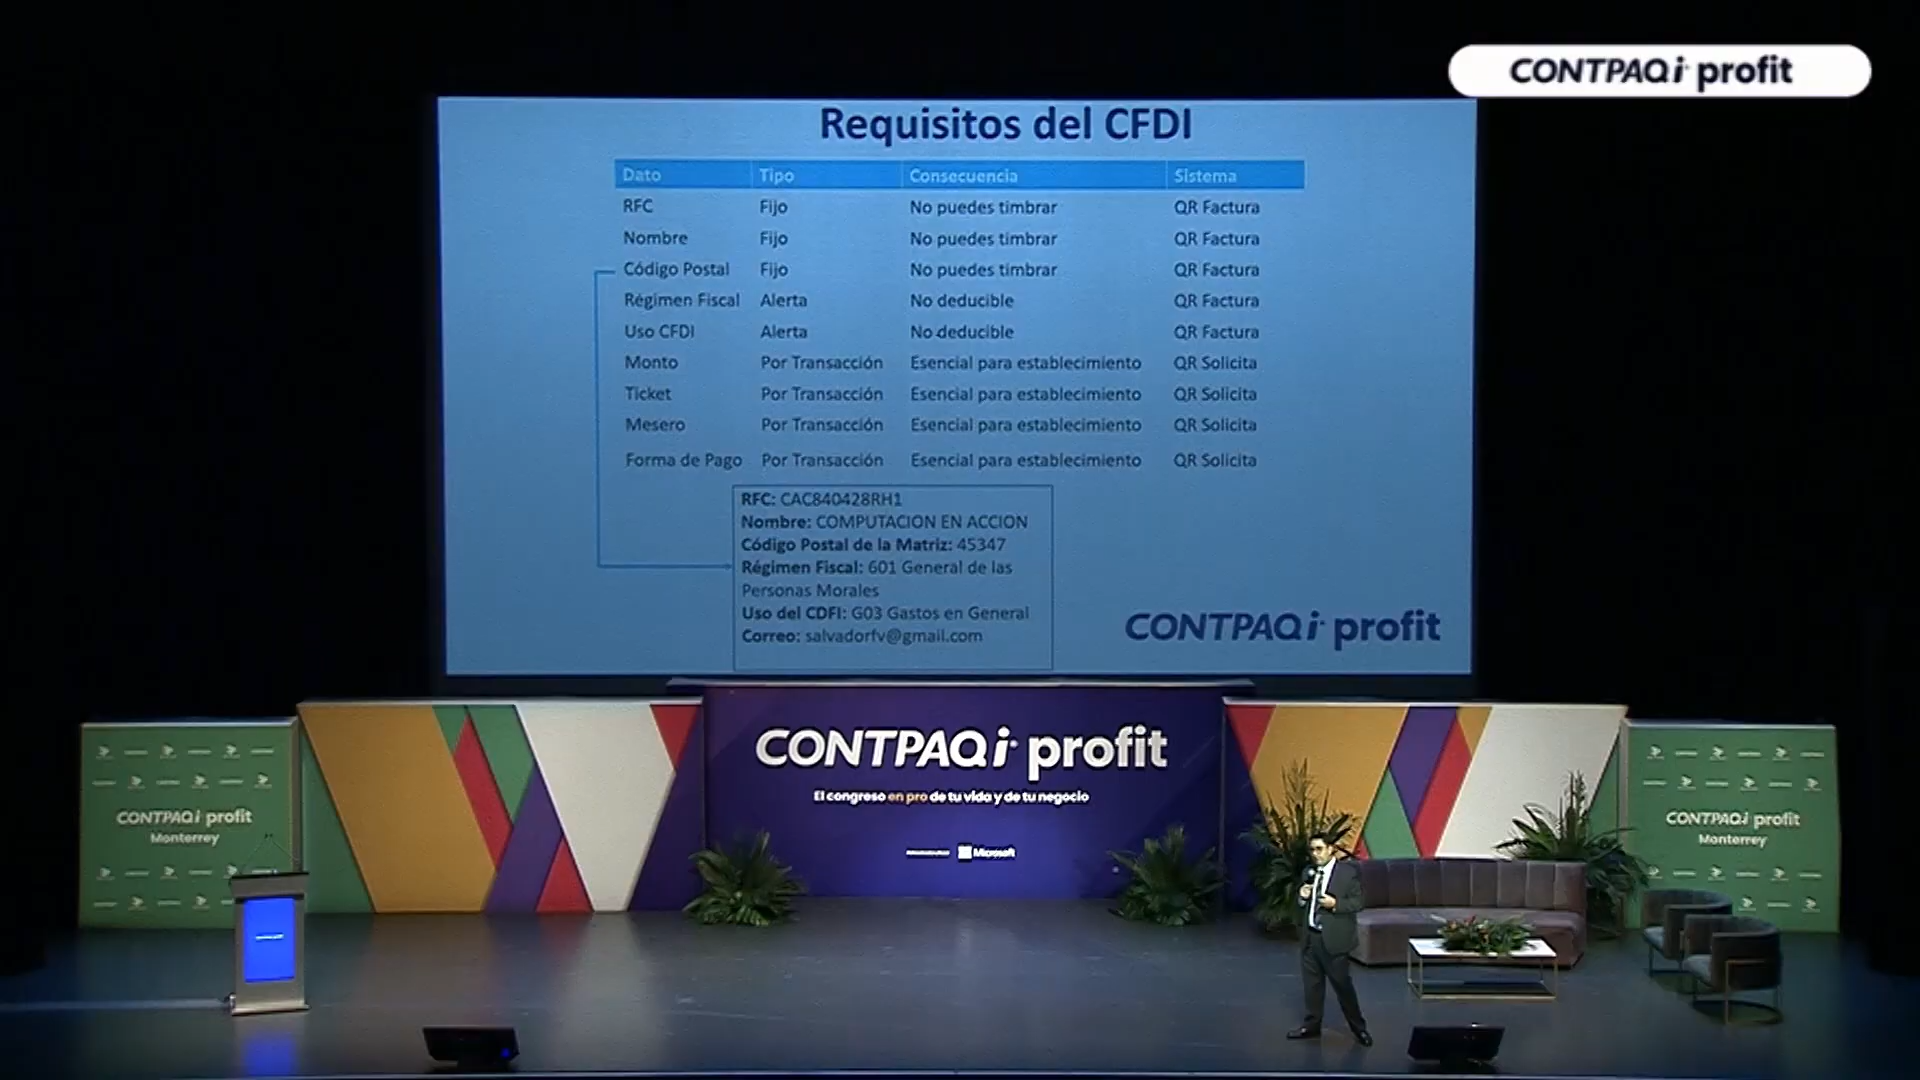 CONTPAQi profit
Requisitos del CFDI
Dato Tipo Consecuencia Sistema
RFC Fijo No puedes timbrar QR Factura
Nombre Fijo No puedes timbrar QR Factura
Código Postal Fijo No puedes timbrar QR Factura
Régimen Fiscal Alerta No deducible QR Factura
Uso CFDI Alerta No deducible QR Factura
Monto Por Transacción Esencial para establecimiento QR Solicita
Ticket Por Transacción Esencial para establecimiento QR Solicita
Mesero Por Transacción Esencial para establecimiento QR Solicita
Forma de Pago Por Transacción Esencial para establecimiento QR Solicita
RFC: CAC840428RH1
Nombre: COMPUTACION EN ACCION
Código Postal de la Matriz: 45347
Régimen Fiscal: 601 General de las
Personas Morales
Uso del CDFI: G03 Gastos en General
Correo: salvadorfv@gmail.com
CONTPAQi profit
CONTPAQi profit
El congreso en pro de tu vida y de tu negocio
Microsoft
CONTPAQi profit
Monterrey
CONTPAQi profit
Monterrey